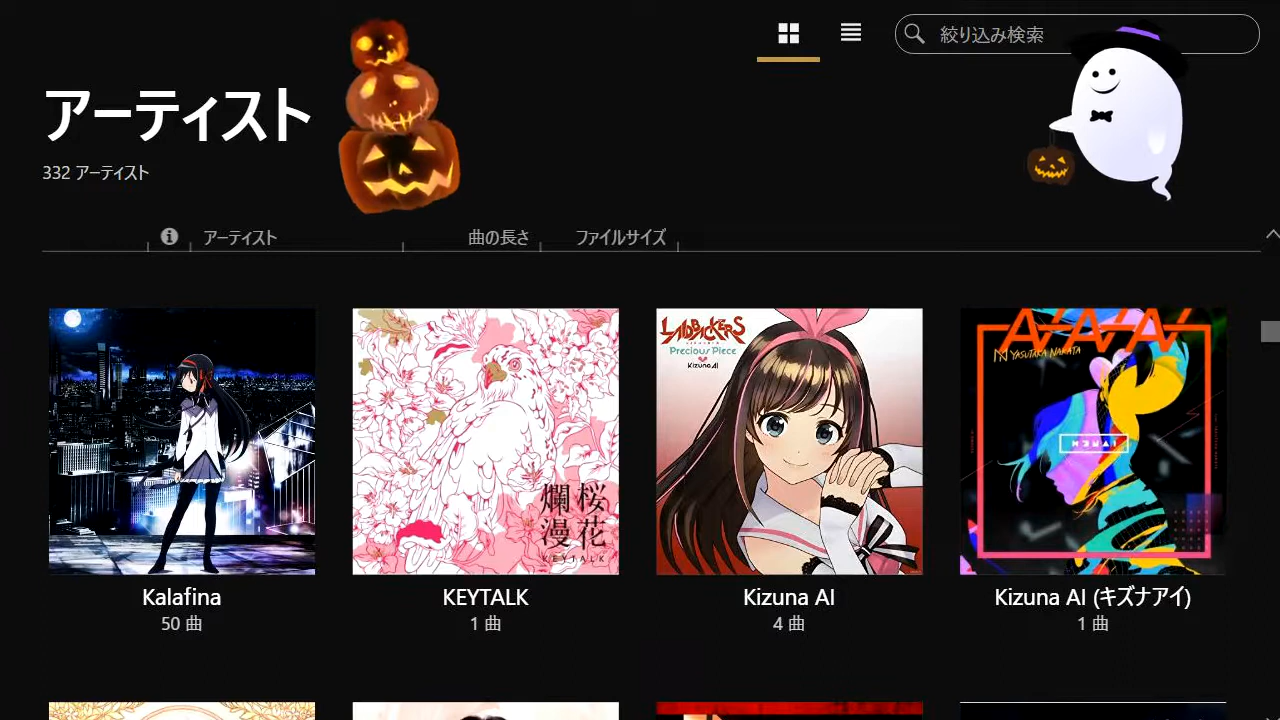 絞り込み検索
アーティスト
332 アーティスト
アーティスト
曲の長さ
ファイルサイズ
LAIDBACKERS
Precious Piece
Kizuna AI
AIAIAI
YASUTAKA NAKATA
桜花
爛漫
KEYTALK
Kalafina
KEYTALK
Kizuna AI
Kizuna AI (キズナアイ)
50 曲
1 曲
4 曲
1 曲